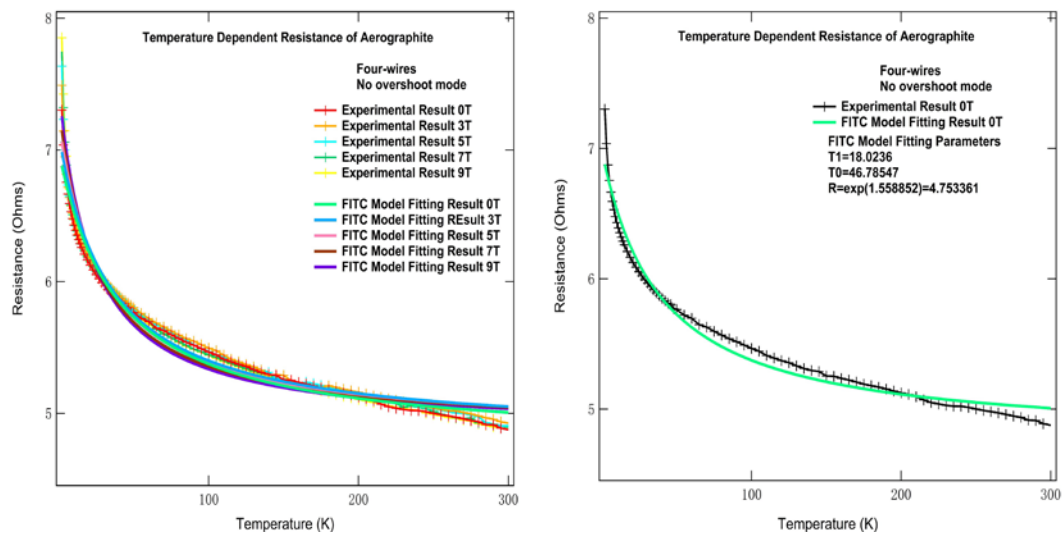 Temperature Dependent Resistance of Aerographite
Four-wires
No overshoot mode
Experimental Result 0T
Experimental Result 3T
Experimental Result 5T
Experimental Result 7T
Experimental Result 9T
FITC Model Fitting Result 0T
FITC Model Fitting REsult 3T
FITC Model Fitting Result 5T
FITC Model Fitting Result 7T
FITC Model Fitting Result 9T
8
7
6
5
Resistance (Ohms)
100
200
300
Temperature (K)
Temperature Dependent Resistance of Aerographite
Four-wires
No overshoot mode
Experimental Result 0T
FITC Model Fitting Result 0T
FITC Model Fitting Parameters
T1=18.0236
T0=46.78547
R=exp(1.558852)=4.753361
8
7
6
5
Resistance (Ohms)
100
200
300
Temperature (K)